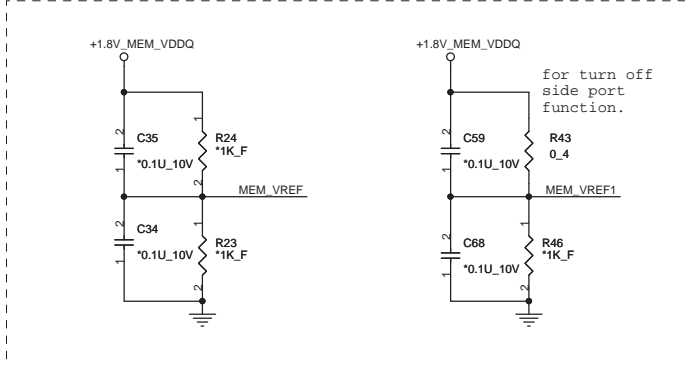 +1.8V_MEM_VDDQ
2
1
C35
*0.1U_10V
1
2
R24
*1K_F
MEM_VREF
2
1
C34
*0.1U_10V
1
2
R23
*1K_F
+1.8V_MEM_VDDQ
for turn off
side port
function.
2
1
C59
*0.1U_10V
R43
0_4
MEM_VREF1
2
1
C68
*0.1U_10V
1
2
R46
*1K_F